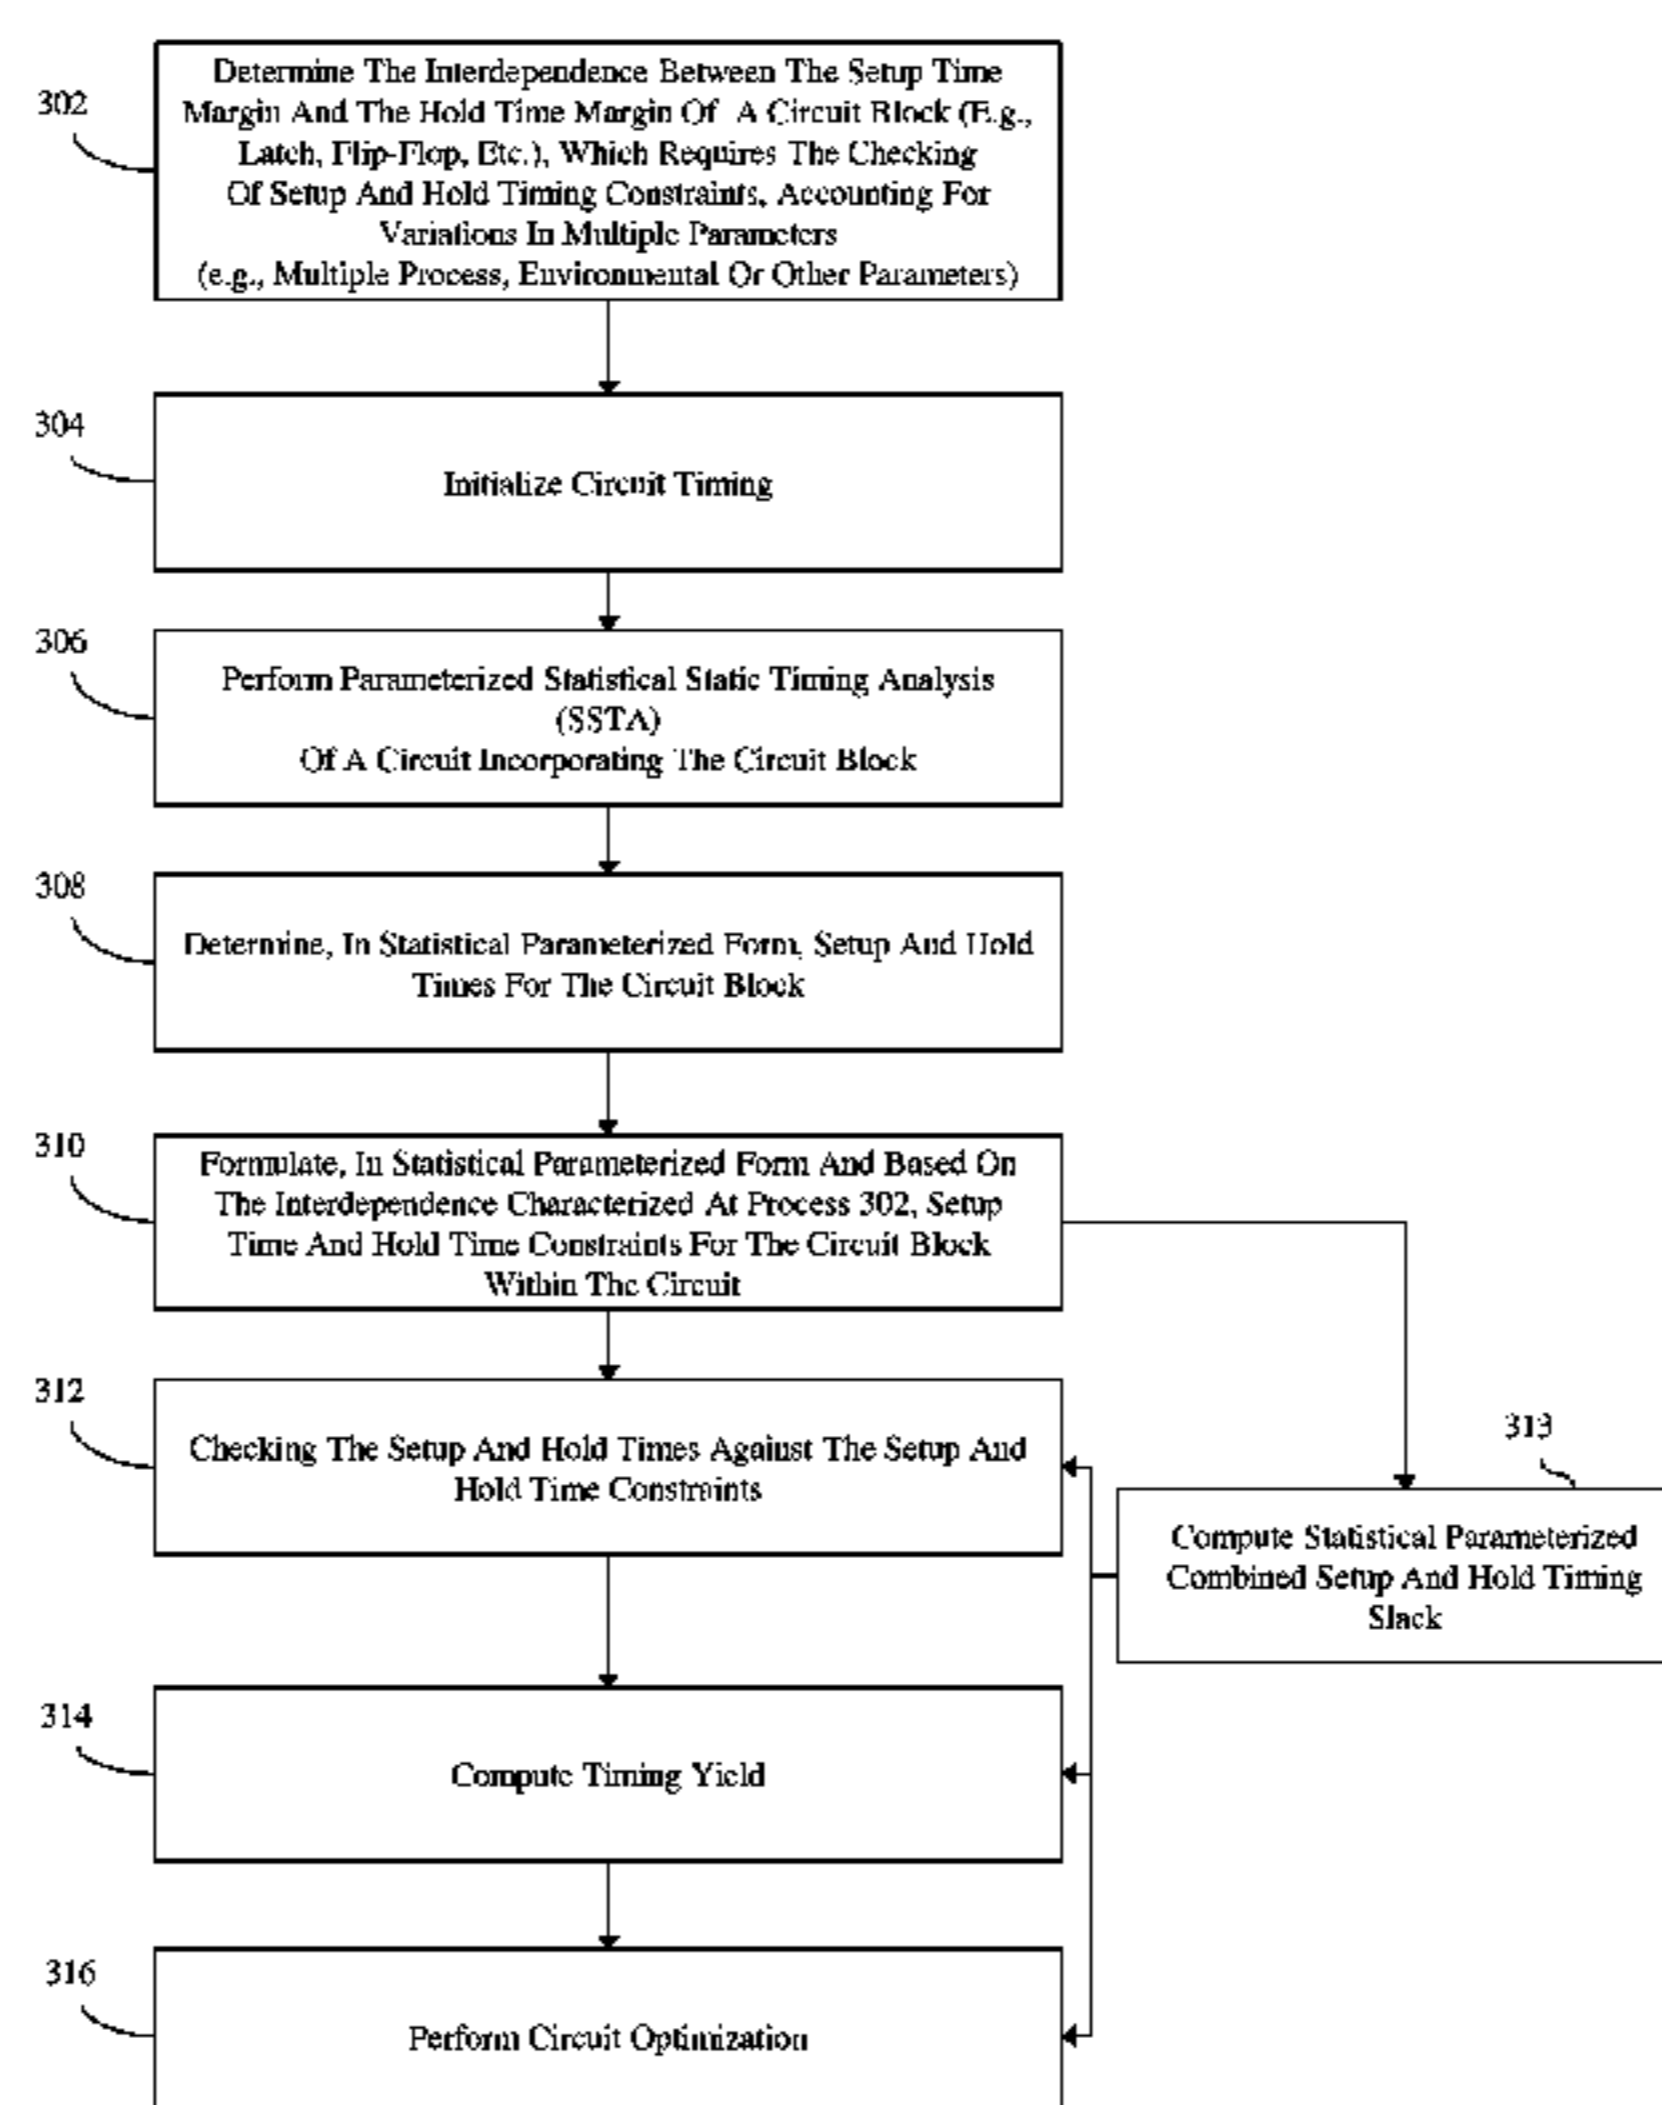 302
Determine The Interdependence Between The Setup Time
Margin And The Hold Time Margin Of A Circuit Block (E.g.,
Latch, Flip-Flop, Etc.), Which Requires The Checking
Of Setup And Hold Timing Constraints, Accounting For
Variations In Multiple Parameters
(e.g., Multiple Process, Environmental Or Other Parameters)
304
Initialize Circuit Timing
306
Perform Parameterized Statistical Static Timing Analysis
(SSTA)
Of A Circuit Incorporating The Circuit Block
308
Determine, In Statistical Parameterized Form, Setup And Hold
Times For The Circuit Block
310
Formulate, In Statistical Parameterized Form And Based On
The Interdependence Characterized At Process 302, Setup
Time And Hold Time Constraints For The Circuit Block
Within The Circuit
312
Checking The Setup And Hold Times Against The Setup And
Hold Time Constraints
313
Compute Statistical Parameterized
Combined Setup And Hold Timing
Slack
314
Compute Timing Yield
316
Perform Circuit Optimization